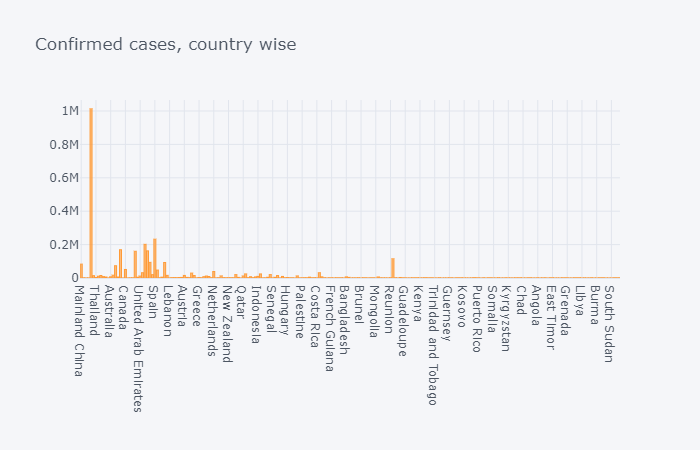 Confirmed cases, country wise
1M
0.8M
0.6M
0.4M
0.2M
0
Mainland China
Thailand
Australia
Canada
United Arab Emirates
Spain
Lebanon
Austria
Greece
Netherlands
New Zealand
Qatar
Indonesia
Senegal
Hungary
Palestine
Costa Rica
French Guiana
Bangladesh
Brunei
Mongolia
Reunion
Guadeloupe
Kenya
Trinidad and Tobago
Guernsey
Kosovo
Puerto Rico
Somalia
Kyrgyzstan
Chad
Angola
East Timor
Grenada
Libya
Burma
South Sudan